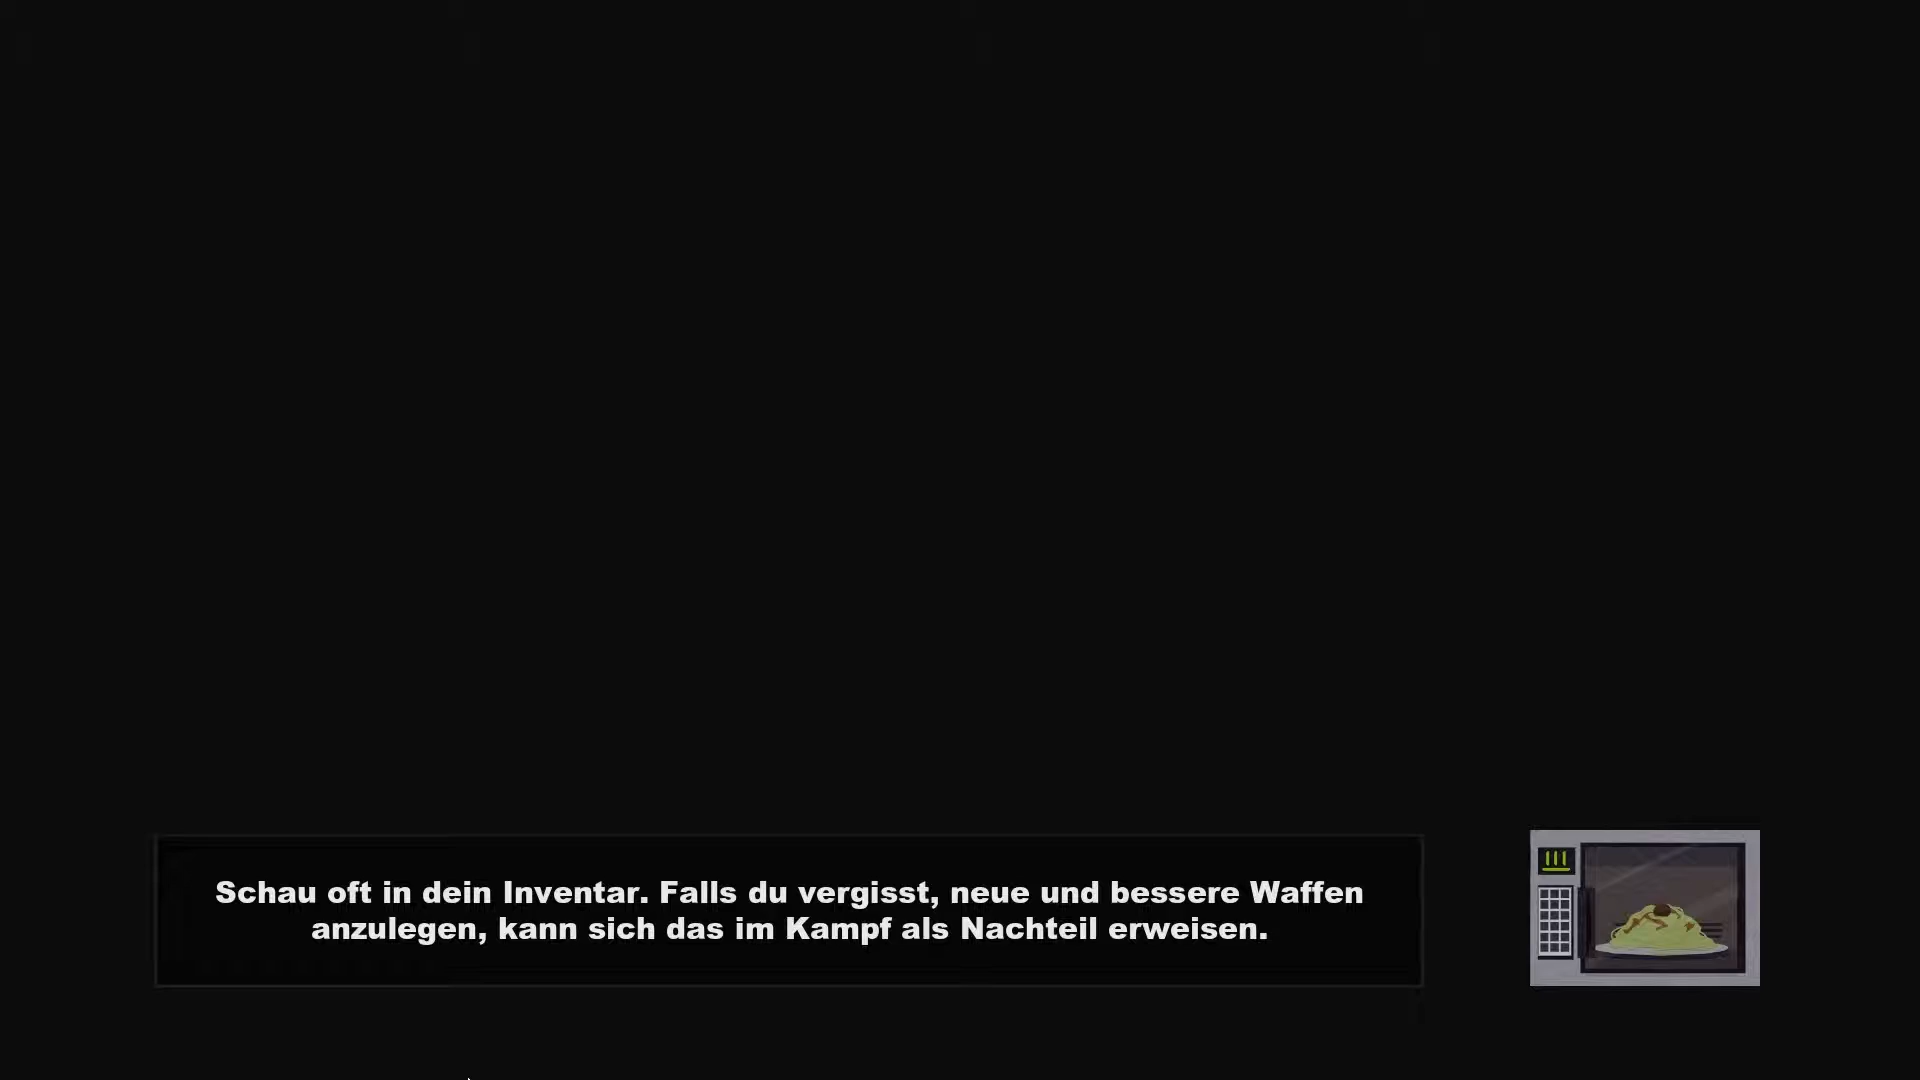 Schau oft in dein Inventar. Falls du vergisst, neue und bessere Waffen
anzulegen, kann sich das im Kampf als Nachteil erweisen.